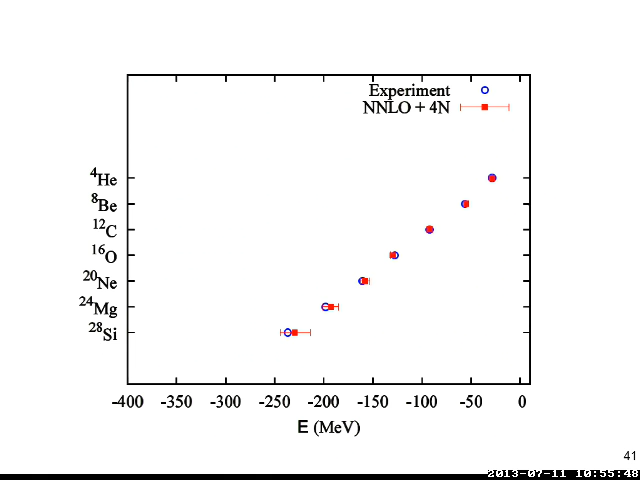 Experiment
NNLO + 4N
4He
8Be
12C
16O
20Ne
24Mg
28Si
-400 -350 -300 -250 -200 -150 -100 -50 0
E (MeV)
41
2013-07-11 10:55:48